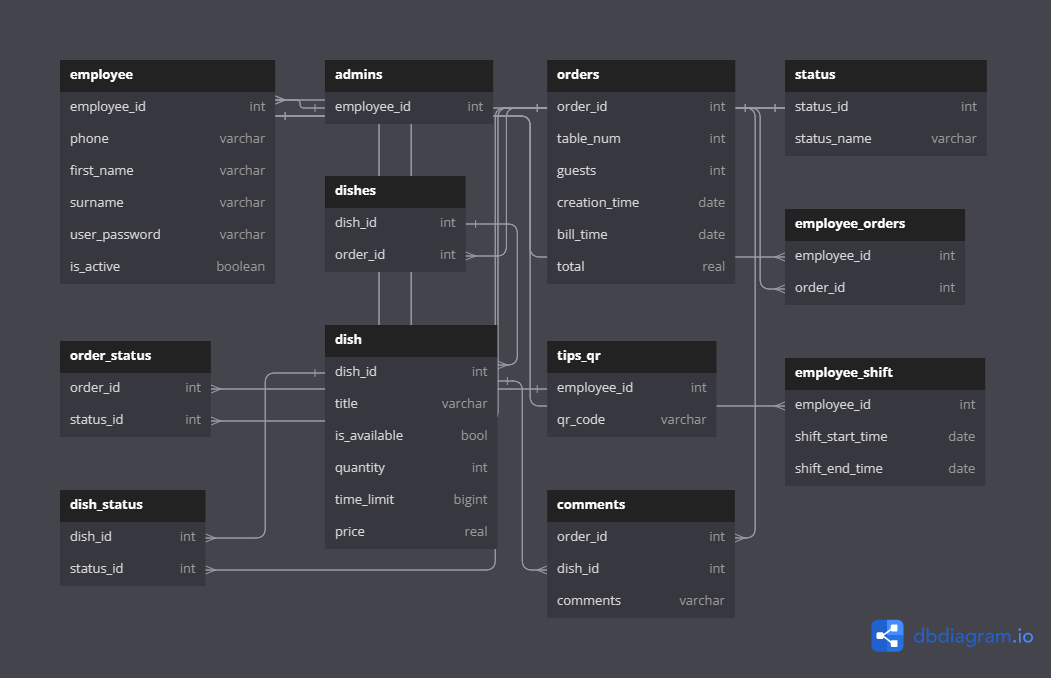 employee
employee_id int
phone varchar
first_name varchar
surname varchar
user_password varchar
is_active boolean
admins
employee_id int
orders
order_id int
table_num int
guests int
creation_time date
bill_time date
total real
status
status_id int
status_name varchar
dishes
dish_id int
order_id int
employee_orders
employee_id int
order_id int
order_status
order_id int
status_id int
dish
dish_id int
title varchar
is_available bool
quantity int
time_limit bigint
price real
tips_qr
employee_id int
qr_code varchar
employee_shift
employee_id int
shift_start_time date
shift_end_time date
dish_status
dish_id int
status_id int
comments
order_id int
dish_id int
comments varchar
dbdiagram.io